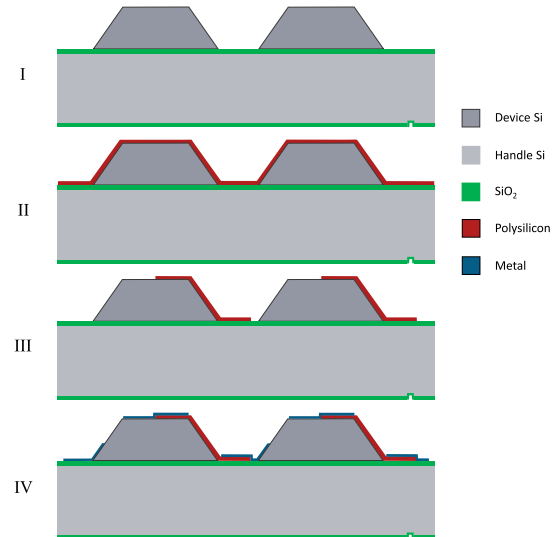 I
II
III
IV
Device Si
Handle Si
SiO₂
Polysilicon
Metal